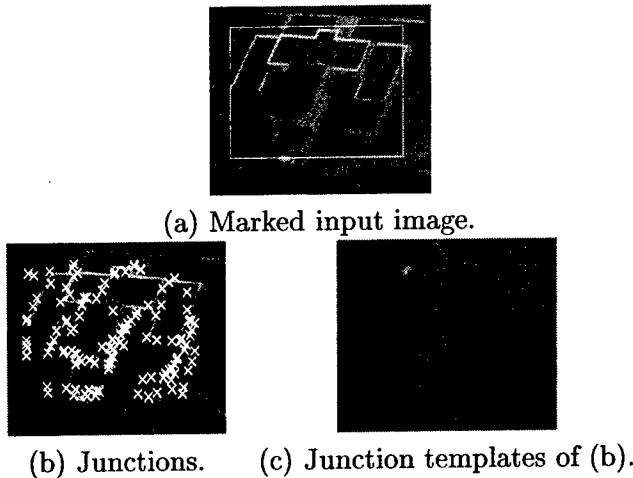 (a) Marked input image.
(b) Junctions.
(c) Junction templates of (b).